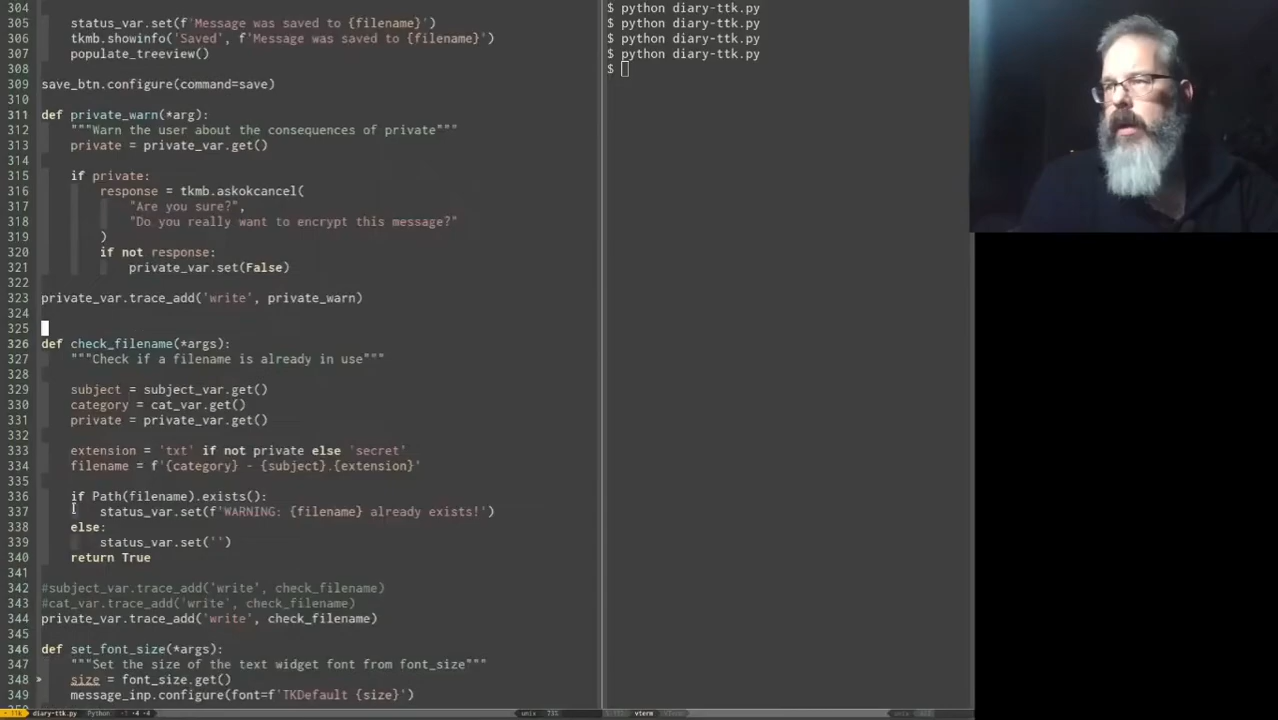 304
305 status_var.set(f'Message was saved to {filename}')
306 tkmb.showinfo('Saved', f'Message was saved to {filename}')
307 populate_treeview()
308
309 save_btn.configure(command=save)
310
311 def private_warn(*arg):
312 """Warn the user about the consequences of private"""
313 private = private_var.get()
314
315 if private:
316 response = tkmb.askokcancel(
317 "Are you sure?",
318 "Do you really want to encrypt this message?"
319 )
320 if not response:
321 private_var.set(False)
322
323 private_var.trace_add('write', private_warn)
324
325
326 def check_filename(*args):
327 """Check if a filename is already in use"""
328
329 subject = subject_var.get()
330 category = cat_var.get()
331 private = private_var.get()
332
333 extension = 'txt' if not private else 'secret'
334 filename = f'{category} - {subject}.{extension}'
335
336 if Path(filename).exists():
337 status_var.set(f'WARNING: {filename} already exists!')
338 else:
339 status_var.set('')
340 return True
341
342 #subject_var.trace_add('write', check_filename)
343 #cat_var.trace_add('write', check_filename)
344 private_var.trace_add('write', check_filename)
345
346 def set_font_size(*args):
347 """Set the size of the text widget font from font_size"""
348 size = font_size.get()
349 message_inp.configure(font=f'TKDefault {size}')
diary-ttk.py Python unix 73%
$ python diary-ttk.py
$ python diary-ttk.py
$ python diary-ttk.py
$ python diary-ttk.py
$
vterm